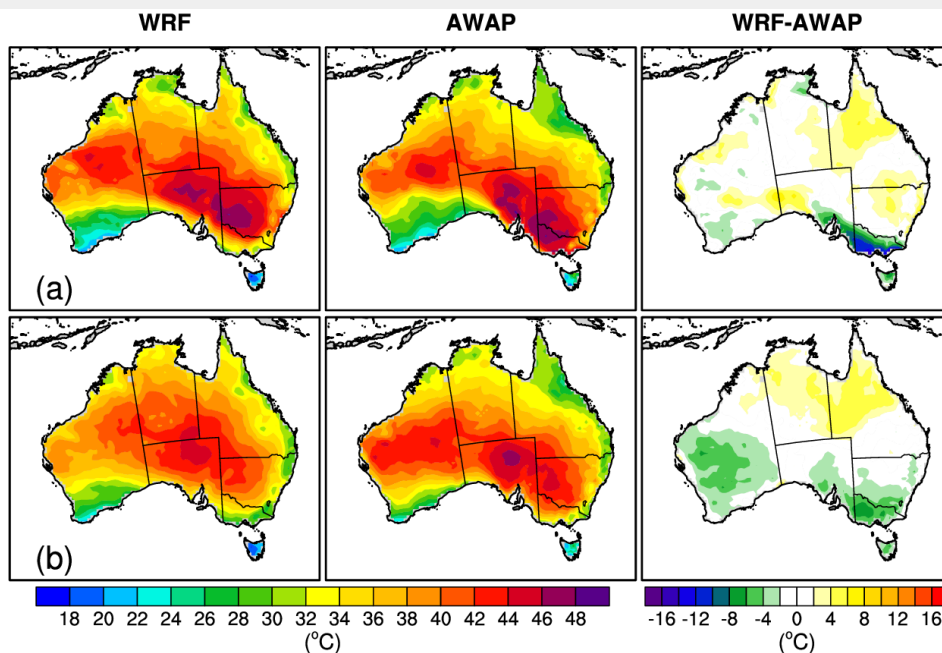 WRF AWAP WRF-AWAP
(a)
(b)
18 20 22 24 26 28 30 32 34 36 38 40 42 44 46 48
-16 -12 -8 -4 0 4 8 12 16
(°C) (°C)